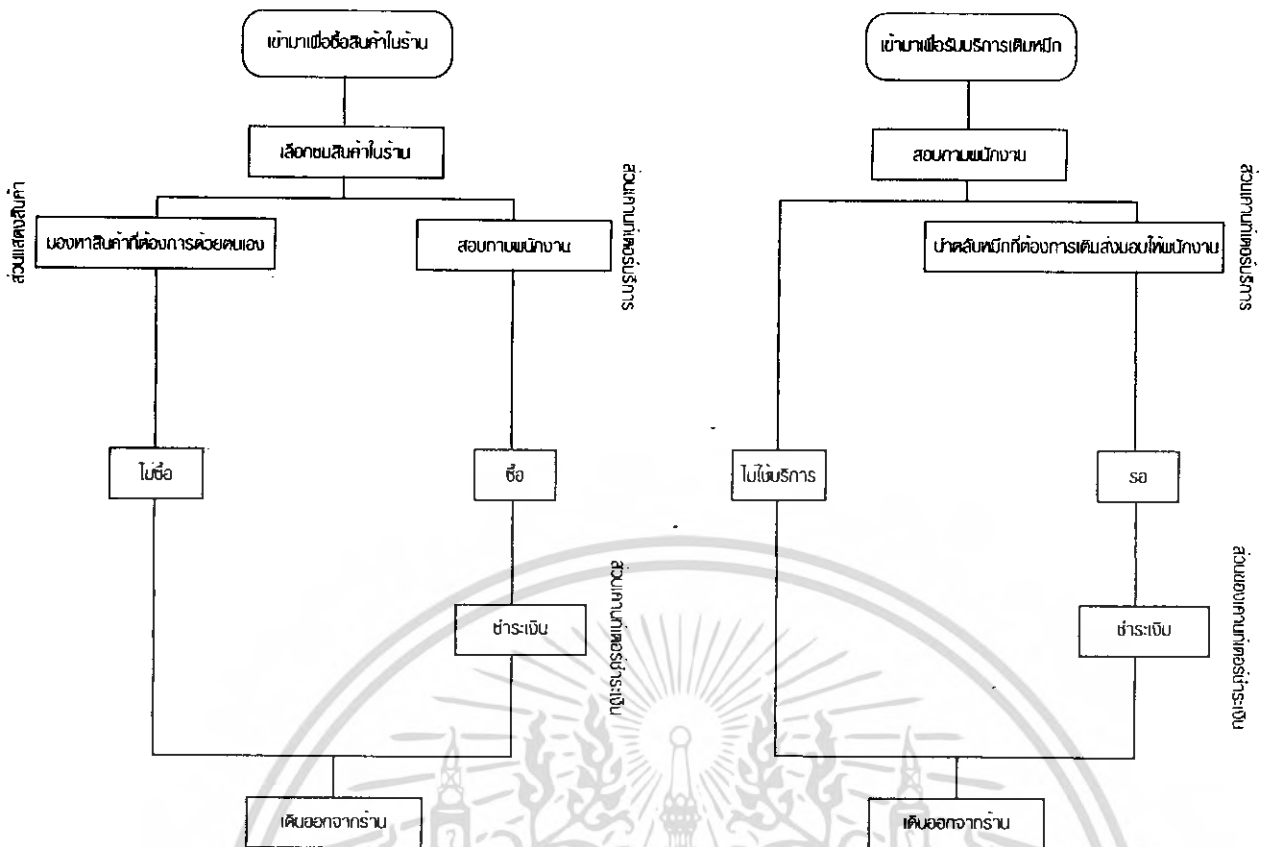 เข้ามาเพื่อซื้อสินค้าในร้าน
เลือกชมสินค้าในร้าน
ส่วนแสดงสินค้า
มองหาสินค้าที่ต้องการด้วยตนเอง
สอบถามพนักงาน
ส่วนเคาน์เตอร์บริการ
ไม่ซื้อ
ซื้อ
ชำระเงิน
ส่วนเคาน์เตอร์ชำระเงิน
เดินออกจากร้าน
เข้ามาเพื่อรับบริการเติมหมึก
สอบถามพนักงาน
ส่วนเคาน์เตอร์บริการ
นำตลับหมึกที่ต้องการเติมส่งมอบให้พนักงาน
ไม่ใช้บริการ
รอ
ชำระเงิน
ส่วนของเคาน์เตอร์ชำระเงิน
เดินออกจากร้าน